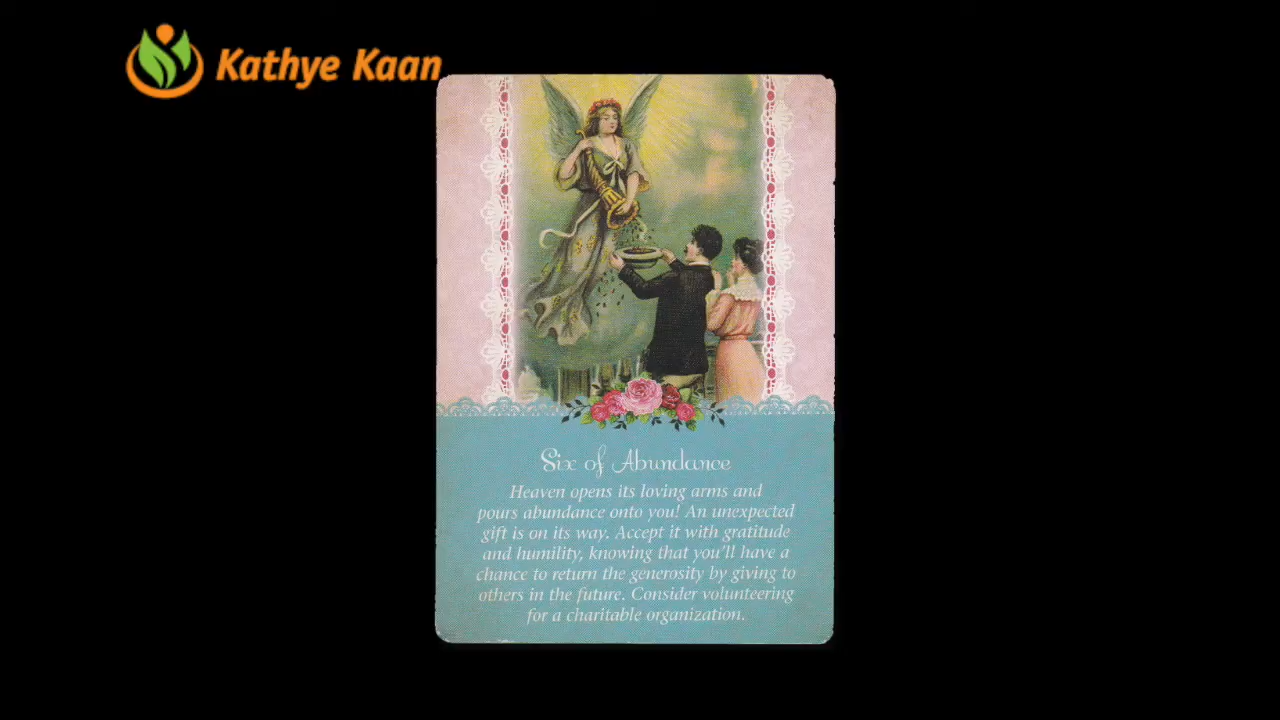 Kathye Kaan
Six of Abundance
Heaven opens its loving arms and
pours abundance onto you! An unexpected
gift is on its way. Accept it with gratitude
and humility, knowing that you'll have a
chance to return the generosity by giving to
others in the future. Consider volunteering
for a charitable organization.